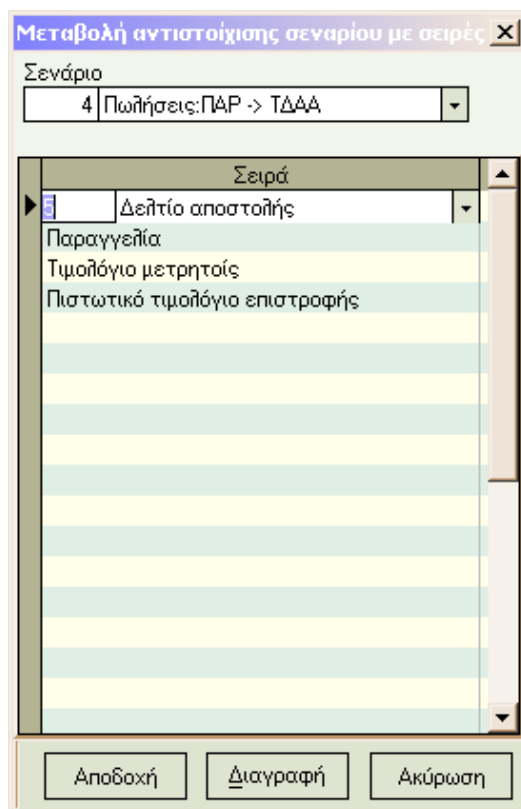 Μεταβολή αντιστοίχισης σεναρίου με σειρές
Σενάριο
4 Πωλήσεις:ΠΑΡ -> ΤΔΑΑ
Σειρά
5 Δελτίο αποστολής
Παραγγελία
Τιμολόγιο μετρητοίς
Πιστωτικό τιμολόγιο επιστροφής
Αποδοχή Διαγραφή Ακύρωση